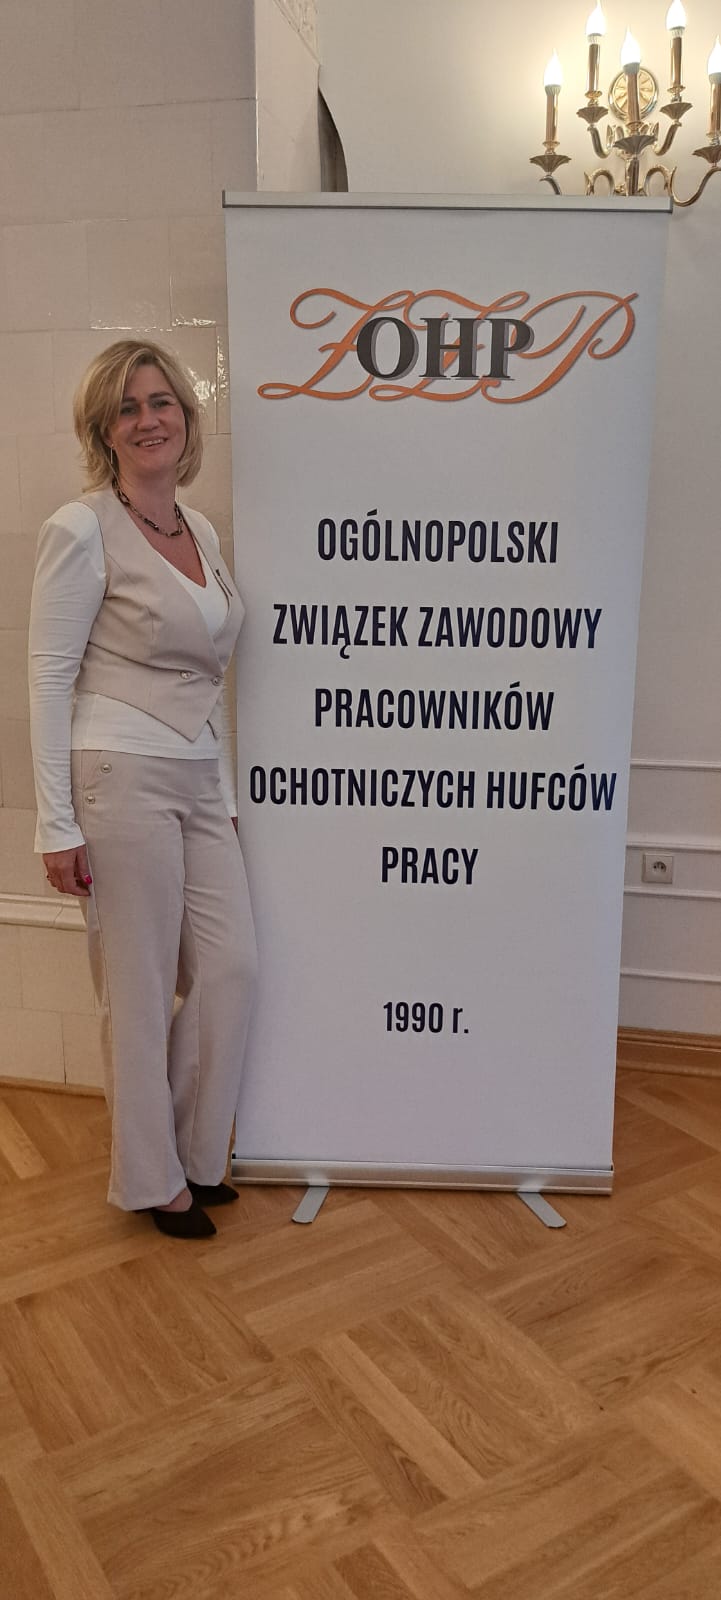 ZZP
OHP
OGÓLNOPOLSKI
ZWIĄZEK ZAWODOWY
PRACOWNIKÓW
OCHOTNICZYCH HUFCÓW
PRACY
1990 r.